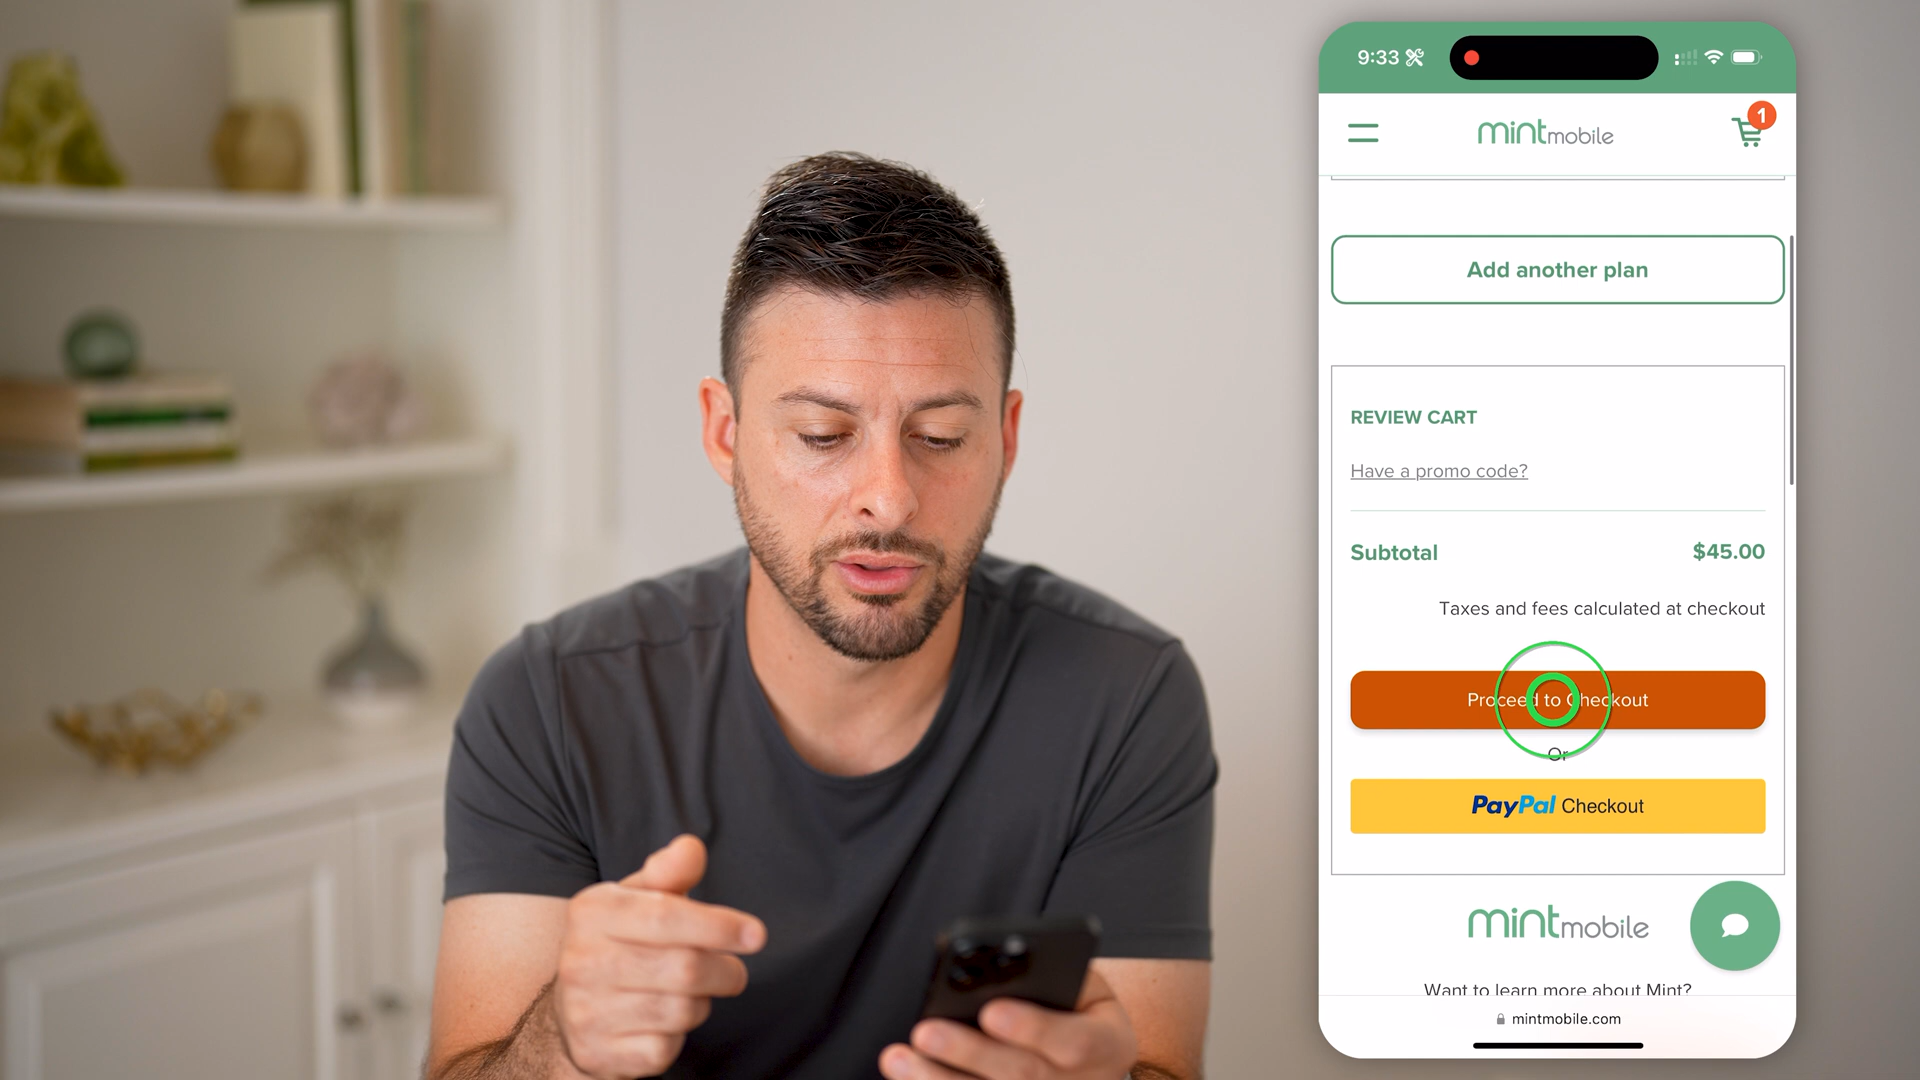 9:33
mintmobile
1
Add another plan
REVIEW CART
Have a promo code?
Subtotal $45.00
Taxes and fees calculated at checkout
Proceed to Checkout
Or
PayPal Checkout
mintmobile
Want to learn more about Mint?
mintmobile.com